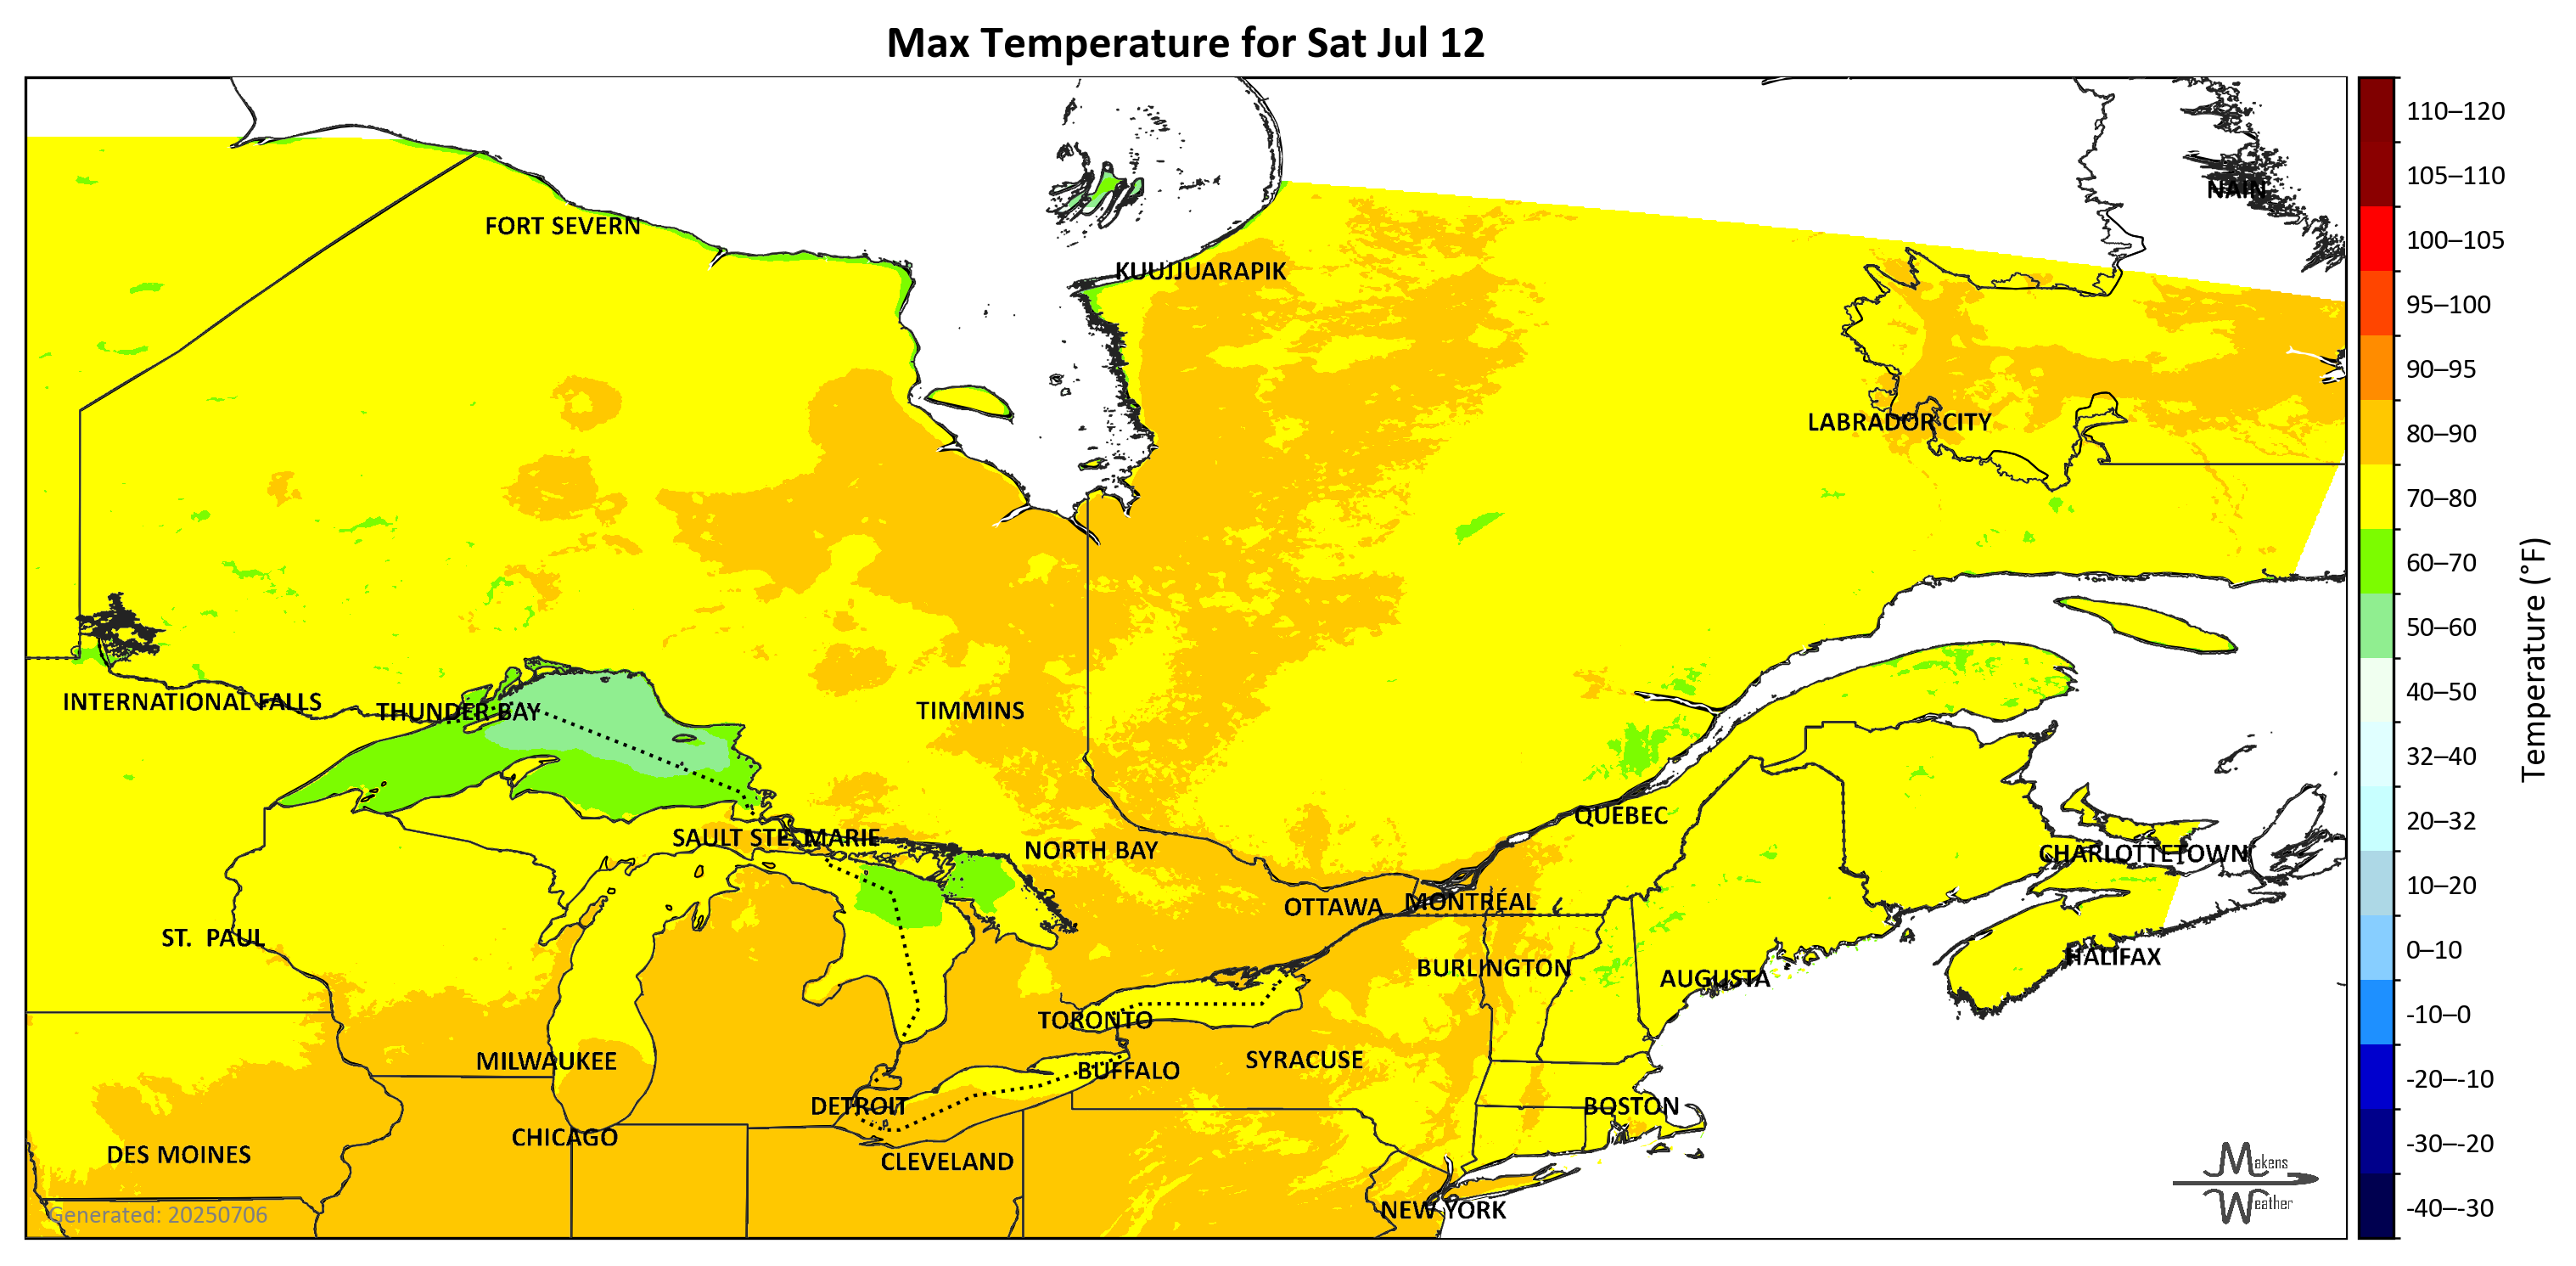 Max Temperature for Sat Jul 12
110–120
NAIN
105–110
FORT SEVERN
100–105
KUUJJUARAPIK
95–100
90–95
LABRADOR CITY
80–90
70–80
60–70
50–60
Temperature (°F)
40–50
INTERNATIONAL FALLS
THUNDER BAY
TIMMINS
32–40
QUÉBEC
20–32
SAULT STE. MARIE
NORTH BAY
CHARLOTTETOWN
10–20
OTTAWA
MONTRÉAL
ST. PAUL
0–10
HALIFAX
BURLINGTON
AUGUSTA
-10–0
TORONTO
MILWAUKEE
SYRACUSE
BUFFALO
-20–-10
DETROIT
BOSTON
CHICAGO
-30–-20
DES MOINES
CLEVELAND
Makens
Weather
NEW YORK
-40–-30
Generated: 20250706